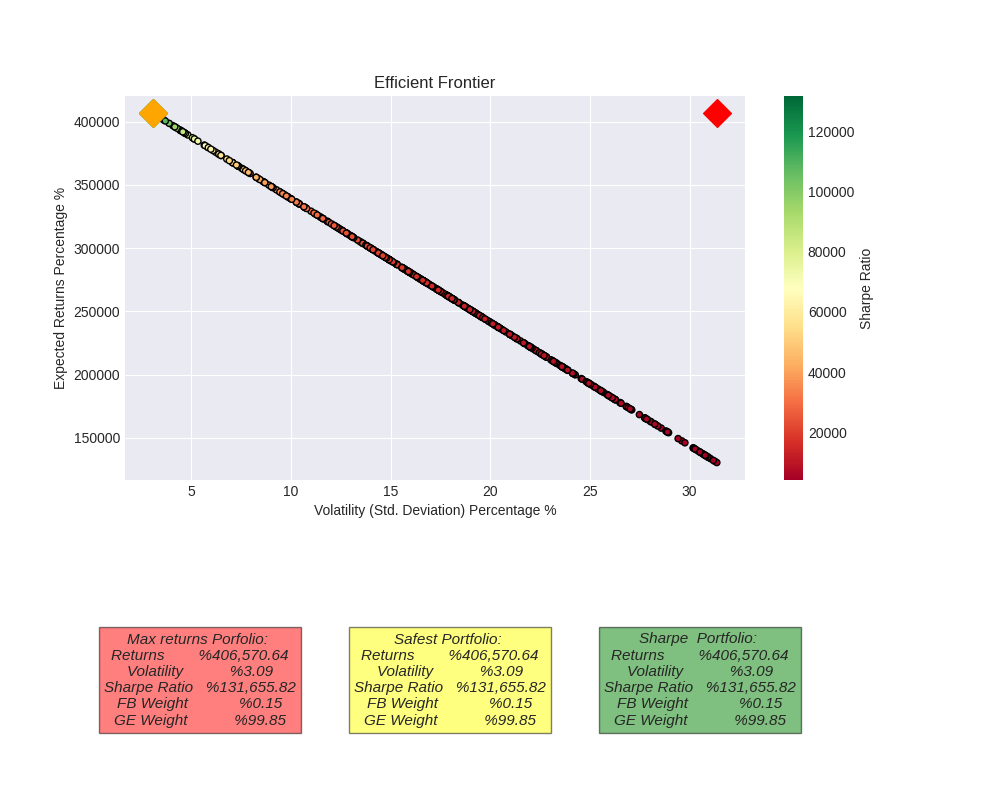 Efficient Frontier
400000
350000
300000
250000
200000
150000
Expected Returns Percentage %
5 10 15 20 25 30
Volatility (Std. Deviation) Percentage %
120000
100000
80000
60000
40000
20000
Sharpe Ratio
Max returns Porfolio:
Returns %406,570.64
Volatility %3.09
Sharpe Ratio %131,655.82
FB Weight %0.15
GE Weight %99.85
Safest Portfolio:
Returns %406,570.64
Volatility %3.09
Sharpe Ratio %131,655.82
FB Weight %0.15
GE Weight %99.85
Sharpe Portfolio:
Returns %406,570.64
Volatility %3.09
Sharpe Ratio %131,655.82
FB Weight %0.15
GE Weight %99.85